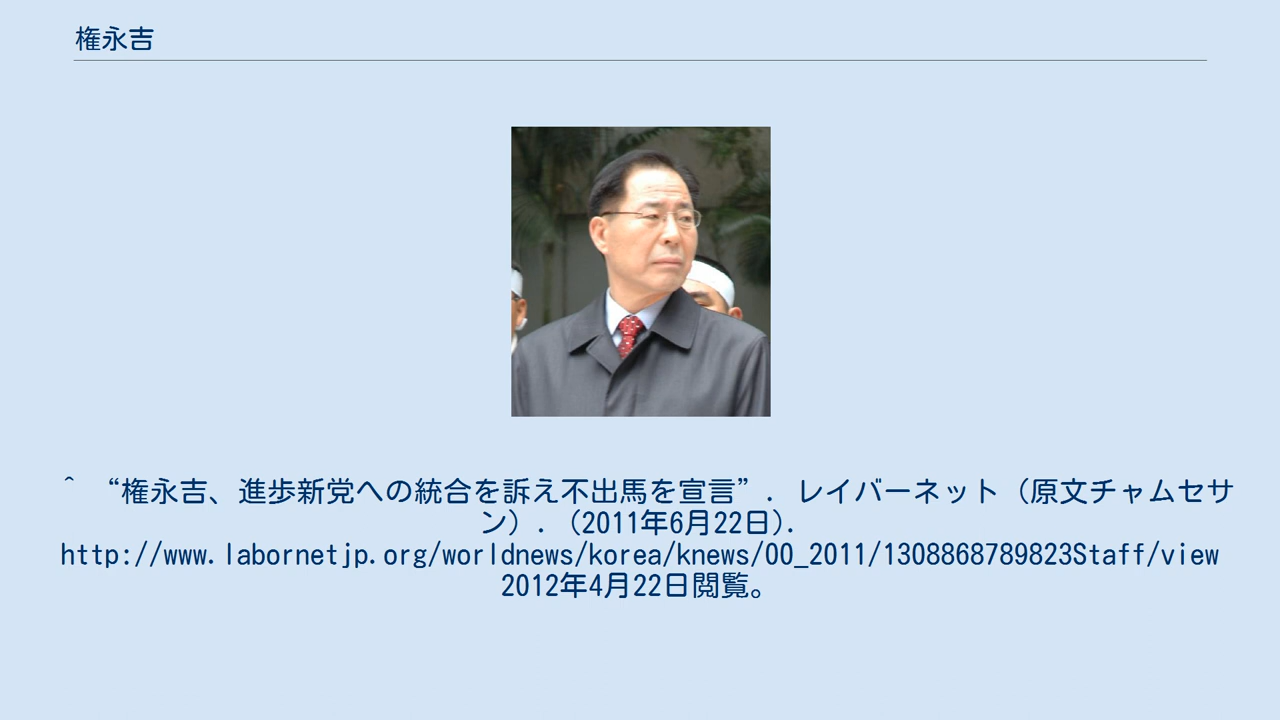 権永吉
^ “権永吉、進歩新党への統合を訴え不出馬を宣言”. レイバーネット（原文チャムセサ
ン）. (2011年6月22日).
http://www.labornetjp.org/worldnews/korea/knews/00_2011/1308868789823Staff/view
2012年4月22日閲覧。